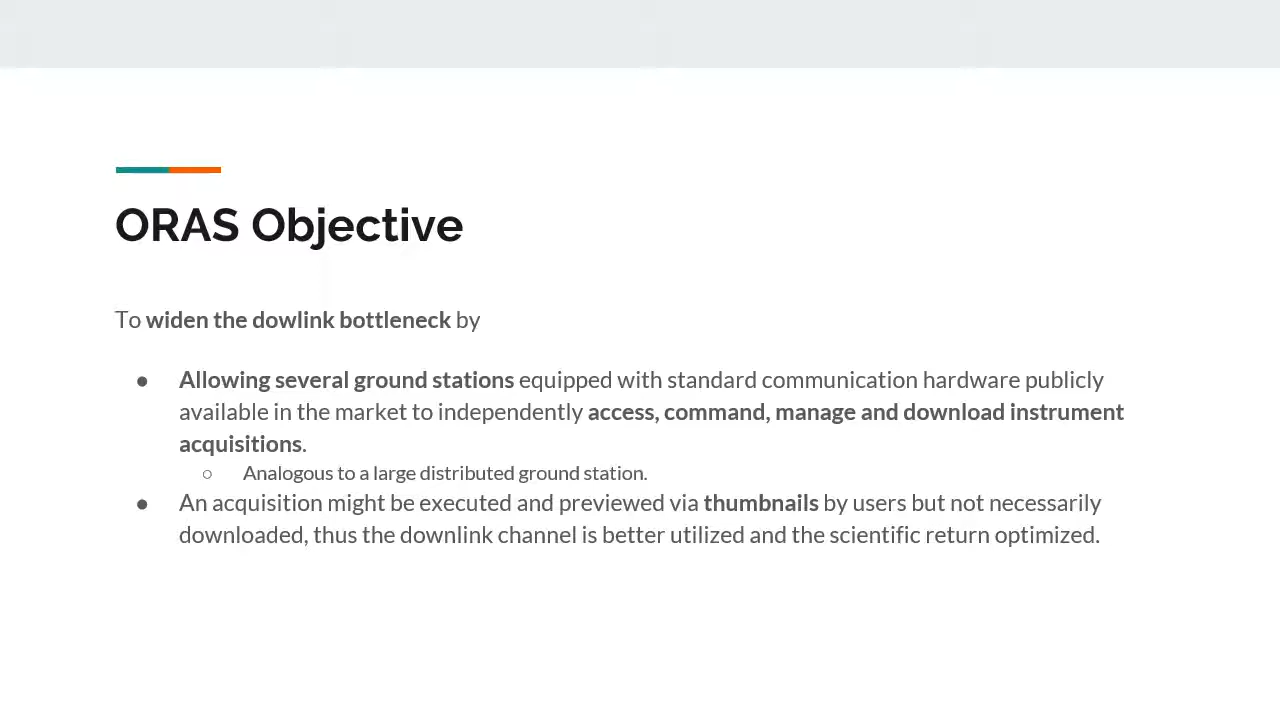 ORAS Objective
To widen the dowlink bottleneck by
● Allowing several ground stations equipped with standard communication hardware publicly
available in the market to independently access, command, manage and download instrument
acquisitions.
○ Analogous to a large distributed ground station.
● An acquisition might be executed and previewed via thumbnails by users but not necessarily
downloaded, thus the downlink channel is better utilized and the scientific return optimized.